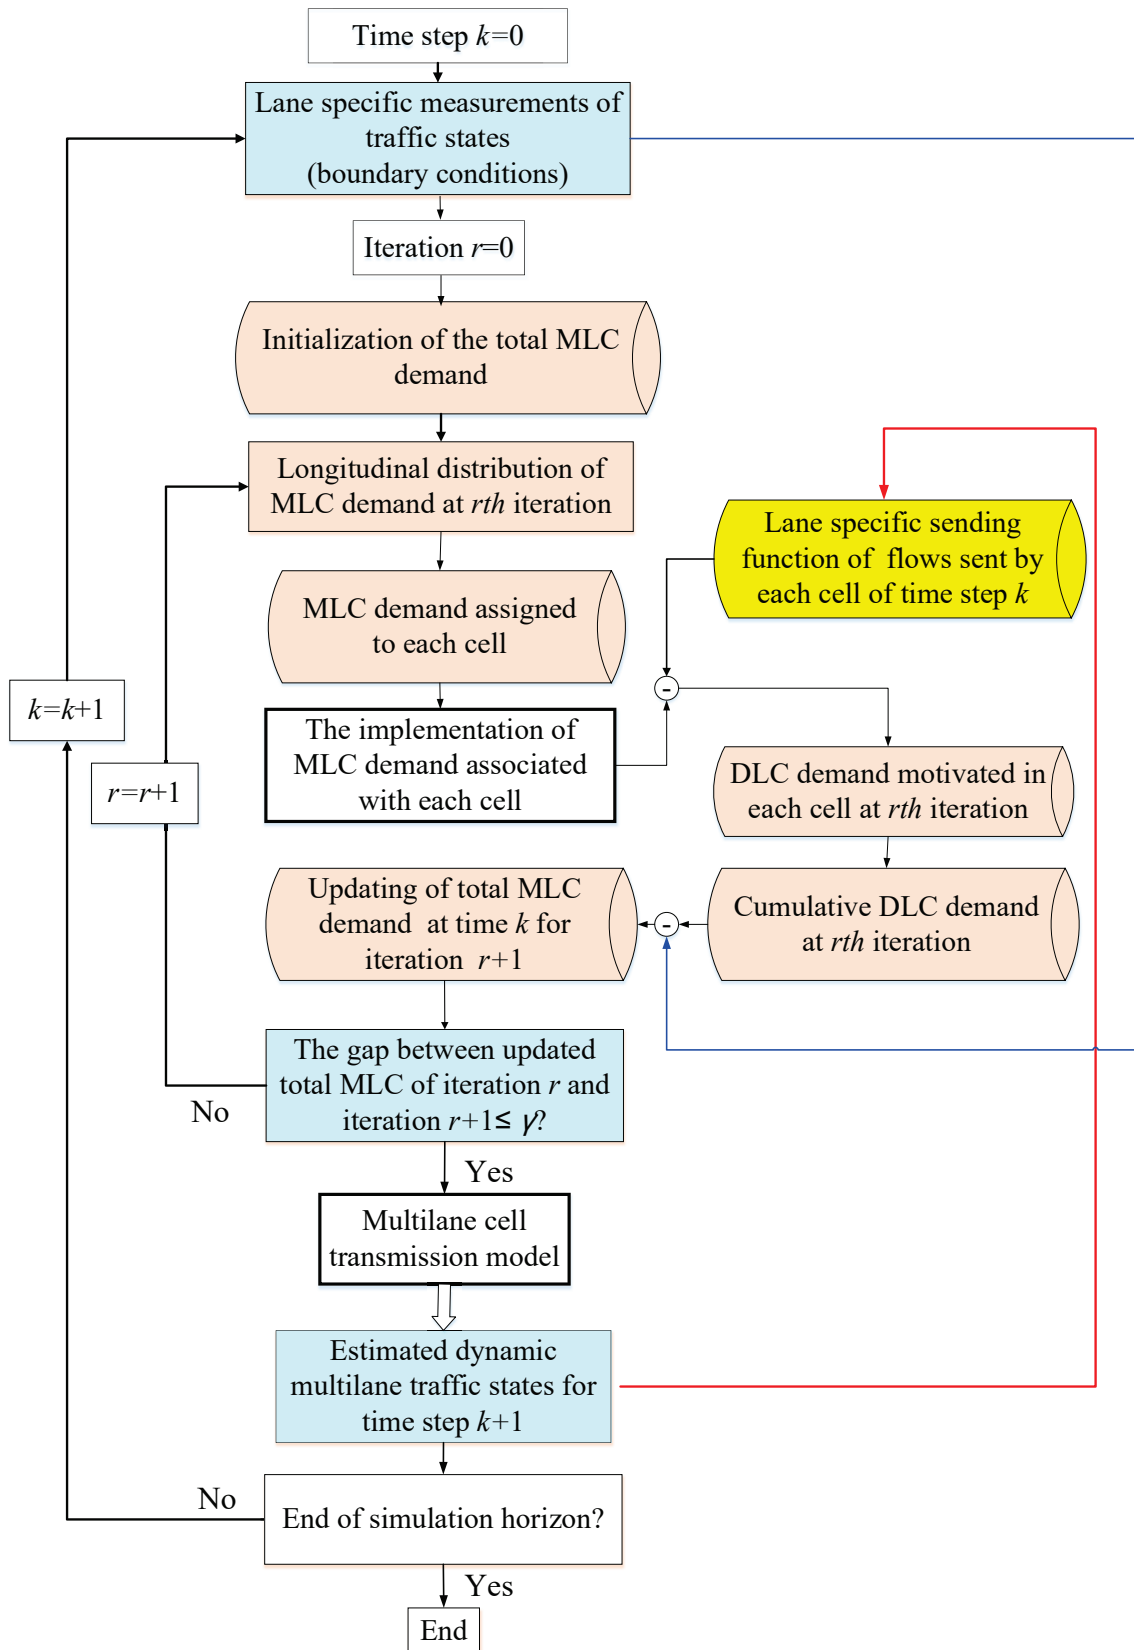 Time step k=0
Lane specific measurements of
traffic states
(boundary conditions)
Iteration r=0
Initialization of the total MLC
demand
Longitudinal distribution of
MLC demand at rth iteration
Lane specific sending
function of flows sent by
each cell of time step k
MLC demand assigned
to each cell
-
k=k+1
The implementation of
MLC demand associated
with each cell
r=r+1
DLC demand motivated in
each cell at rth iteration
Updating of total MLC
demand at time k for
iteration r+1
-
Cumulative DLC demand
at rth iteration
The gap between updated
total MLC of iteration r and
iteration r+1≤ γ?
No
Yes
Multilane cell
transmission model
Estimated dynamic
multilane traffic states for
time step k+1
No
End of simulation horizon?
Yes
End